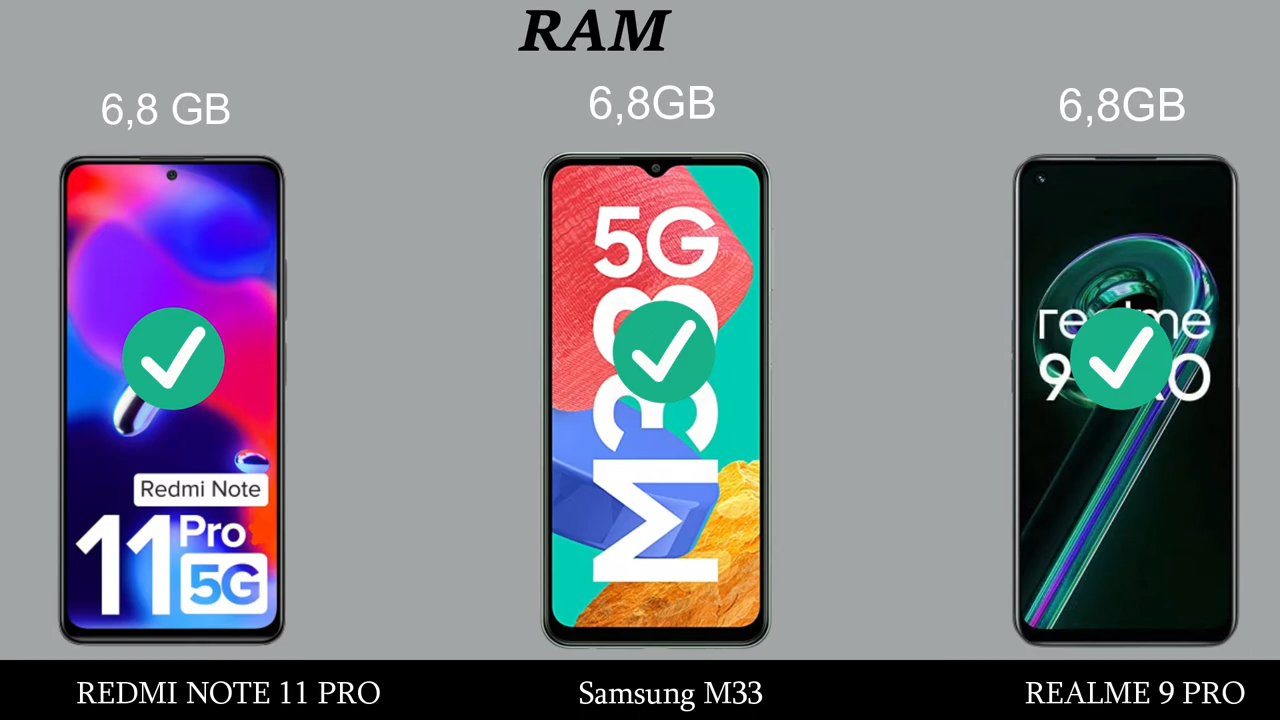 RAM
6,8 GB
6,8GB
6,8GB
Redmi Note
11 Pro
5G
5G
M33
REDMI NOTE 11 PRO
Samsung M33
REALME 9 PRO